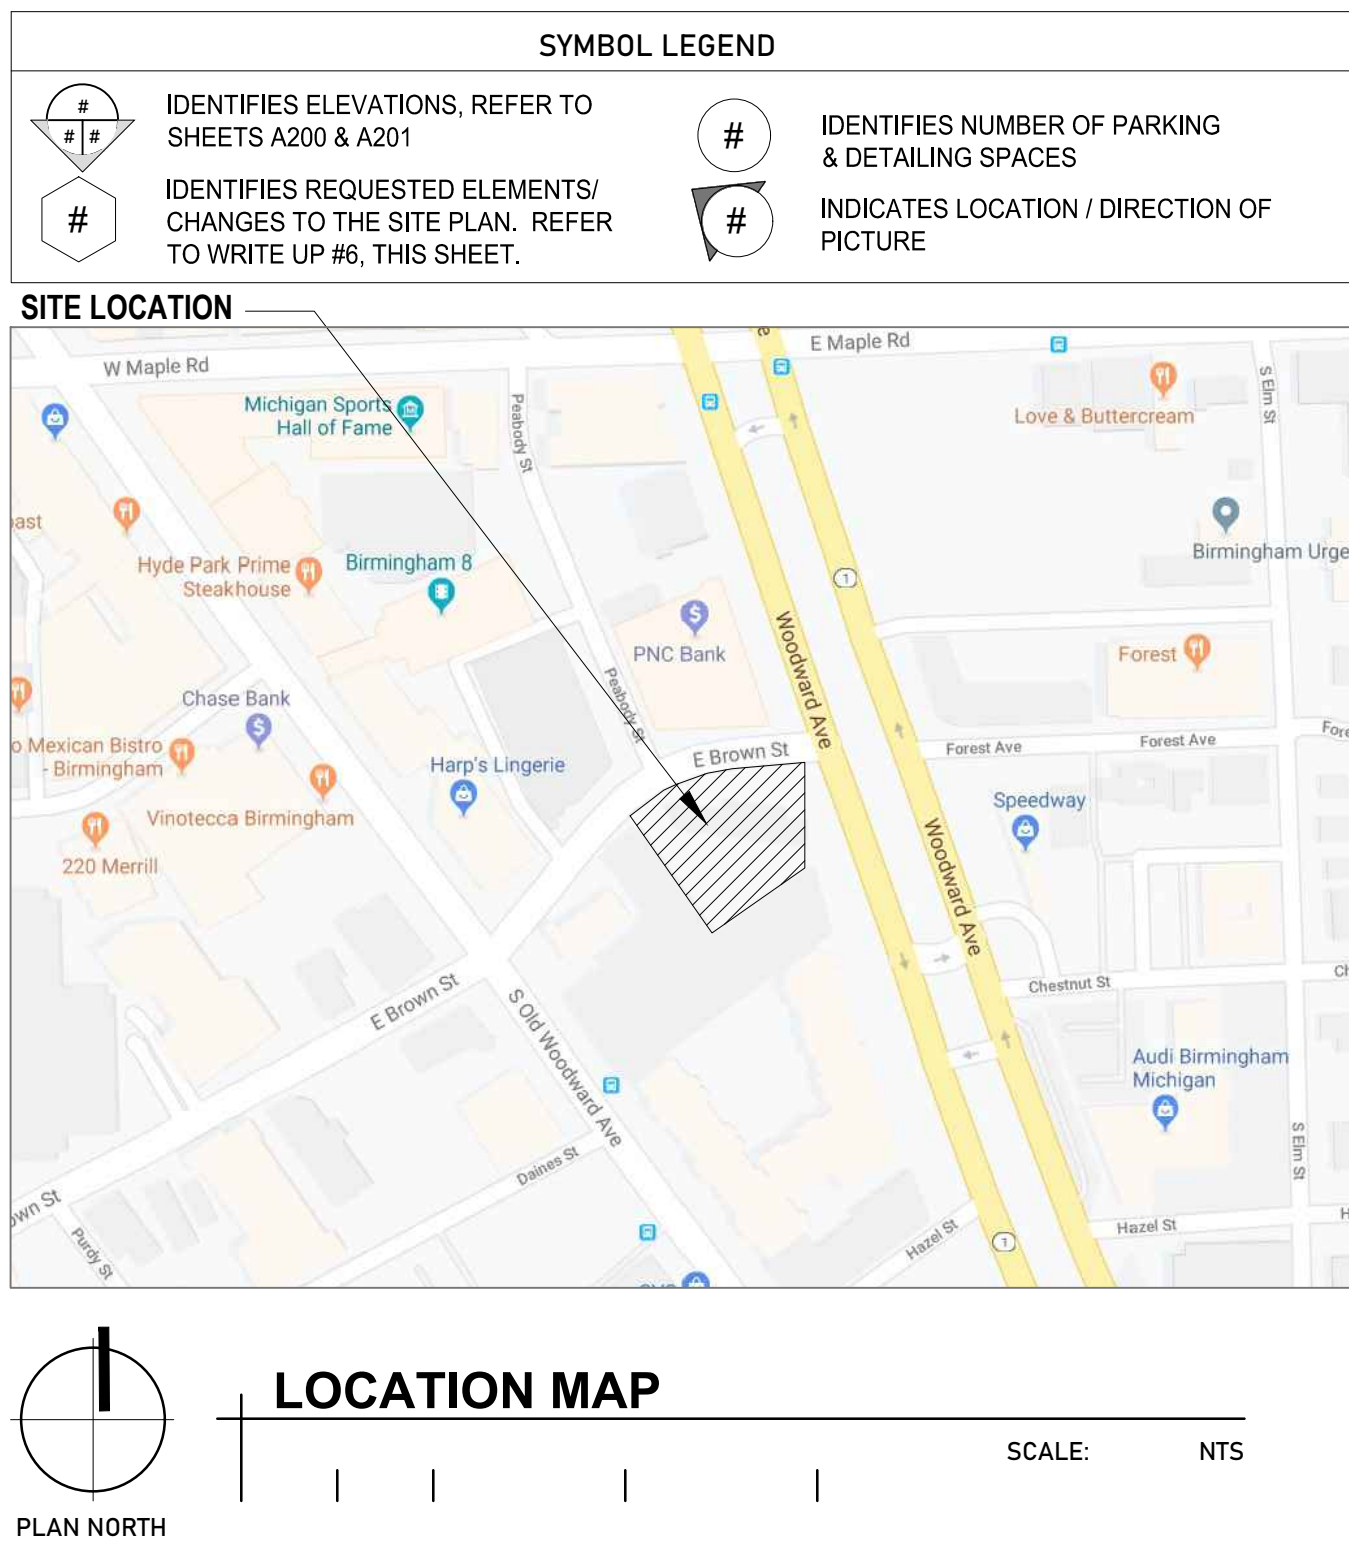 SYMBOL LEGEND
#
# #
IDENTIFIES ELEVATIONS, REFER TO
SHEETS A200 & A201
#
IDENTIFIES REQUESTED ELEMENTS/
CHANGES TO THE SITE PLAN. REFER
TO WRITE UP #6, THIS SHEET.
#
IDENTIFIES NUMBER OF PARKING
& DETAILING SPACES
#
INDICATES LOCATION / DIRECTION OF
PICTURE
SITE LOCATION
W Maple Rd
E Maple Rd
Michigan Sports
Hall of Fame
Peabody St
Love & Buttercream
S Elm St
ast
Hyde Park Prime
Steakhouse
Birmingham 8
Birmingham Urge
1
PNC Bank
$
Woodward Ave
Forest
Peabody St
Chase Bank
$
o Mexican Bistro
- Birmingham
Harp's Lingerie
E Brown St
Forest Ave
Forest Ave
Fore
Vinotecca Birmingham
220 Merrill
Speedway
Woodward Ave
E Brown St
S Old Woodward Ave
Chestnut St
Ch
Audi Birmingham
Michigan
Daines St
S Elm St
wn St
Purdy St
Hazel St
1
Hazel St
H
LOCATION MAP
SCALE: NTS
PLAN NORTH